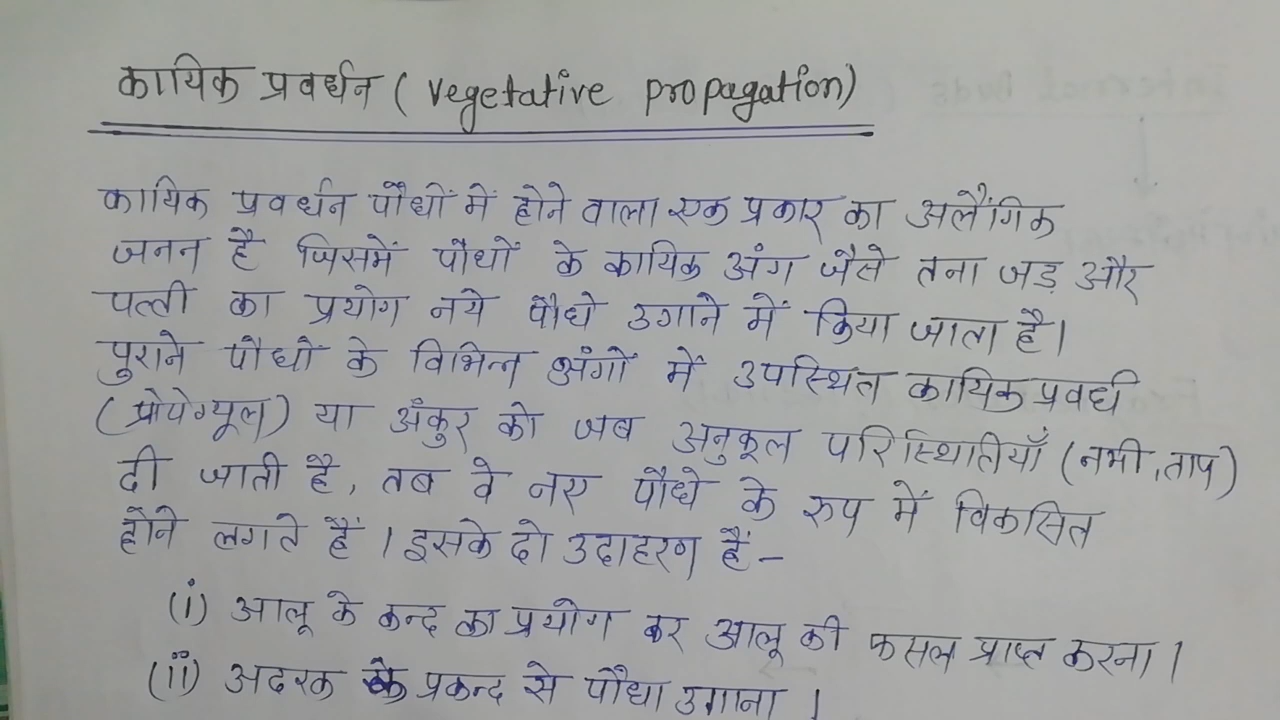 कायिक प्रवर्धन ( vegetative propagation)
कायिक प्रवर्धन पौधों में होने वाला एक प्रकार का अलैंगिक
जनन है जिसमें पौधों के कायिक अंग जैसे तना जड़ और
पत्ती का प्रयोग नये पौधे उगाने में किया जाता है।
पुराने पौधों के विभिन्न अंगों में उपस्थित कायिक प्रवर्ध
(प्रोपेग्यूल) या अंकुर को जब अनुकूल परिस्थितियाँ (नमी, ताप)
दी जाती है, तब वे नए पौधे के रूप में विकसित
होने लगते हैं । इसके दो उदाहरण हैं -
(i) आलू के कन्द का प्रयोग कर आलू की फसल प्राप्त करना ।
(ii) अदरक के प्रकन्द से पौधा उगाना ।